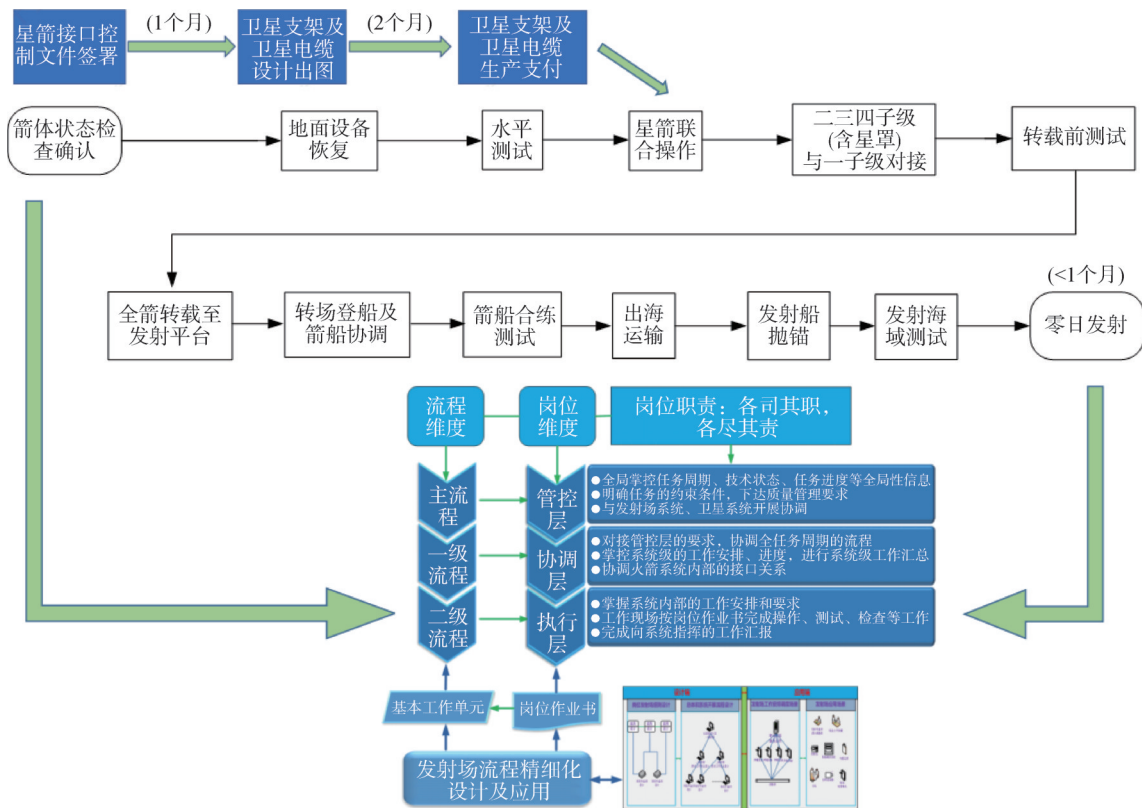 星箭接口控
制文件签署
(1个月)
卫星支架及
卫星电缆
设计出图
(2个月)
卫星支架及
卫星电缆
生产支付
箭体状态检
查确认
地面设备
恢复
水平
测试
星箭联
合操作
二三四子级
(含星罩)
与一子级对接
转载前测试
全箭转载至
发射平台
转场登船及
箭船协调
箭船合练
测试
出海
运输
发射船
抛锚
发射海
域测试
(<1个月)
零日发射
流程
维度
岗位
维度
岗位职责：各司其职，
各尽其责
主流
程
管控
层
●全局掌控任务周期、技术状态、任务进度等全局性信息
●明确任务的约束条件，下达质量管理要求
●与发射场系统、卫星系统开展协调
一级
流程
协调
层
●对接管控层的要求，协调全任务周期的流程
●掌控系统级的工作安排、进度，进行系统级工作汇总
●协调火箭系统内部的接口关系
二级
流程
执行
层
●掌握系统内部的工作安排和要求
●工作现场按岗位作业书完成操作、测试、检查等工作
●完成向系统指挥的工作汇报
基本工作单元
岗位作业书
发射场流程精细化
设计及应用
设计端
应用端